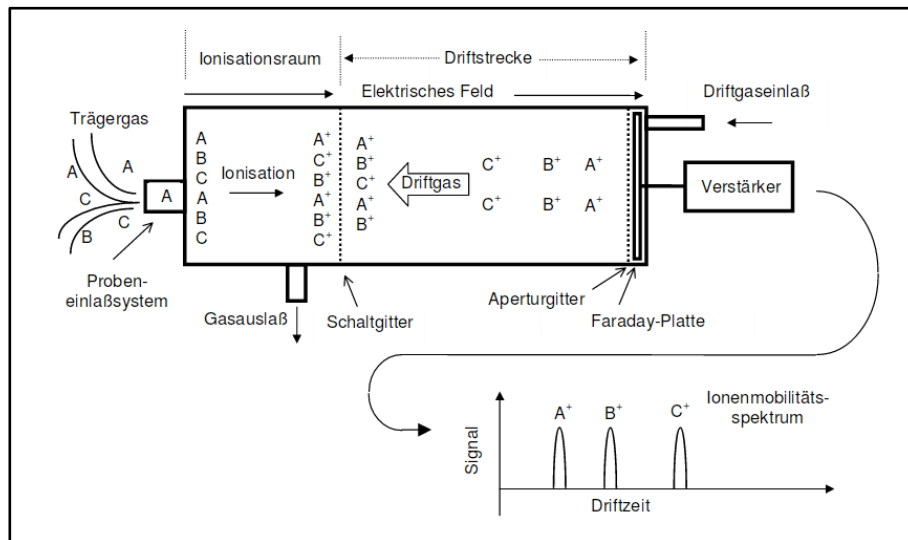 Ionisationsraum
Driftstrecke
Elektrisches Feld
Driftgaseinlaß
Trägergas
A
A
C
B
C
A
A
B
C
A
B
C
Ionisation
A⁺
C⁺
B⁺
A⁺
B⁺
C⁺
A⁺
B⁺
C⁺
A⁺
B⁺
Driftgas
C⁺ B⁺ A⁺
C⁺ B⁺ A⁺
Verstärker
Proben-
einlaßsystem
Gasauslaß
Schaltgitter
Aperturgitter
Faraday-Platte
Ionenmobilitäts-
spektrum
A⁺ B⁺ C⁺
Signal
Driftzeit